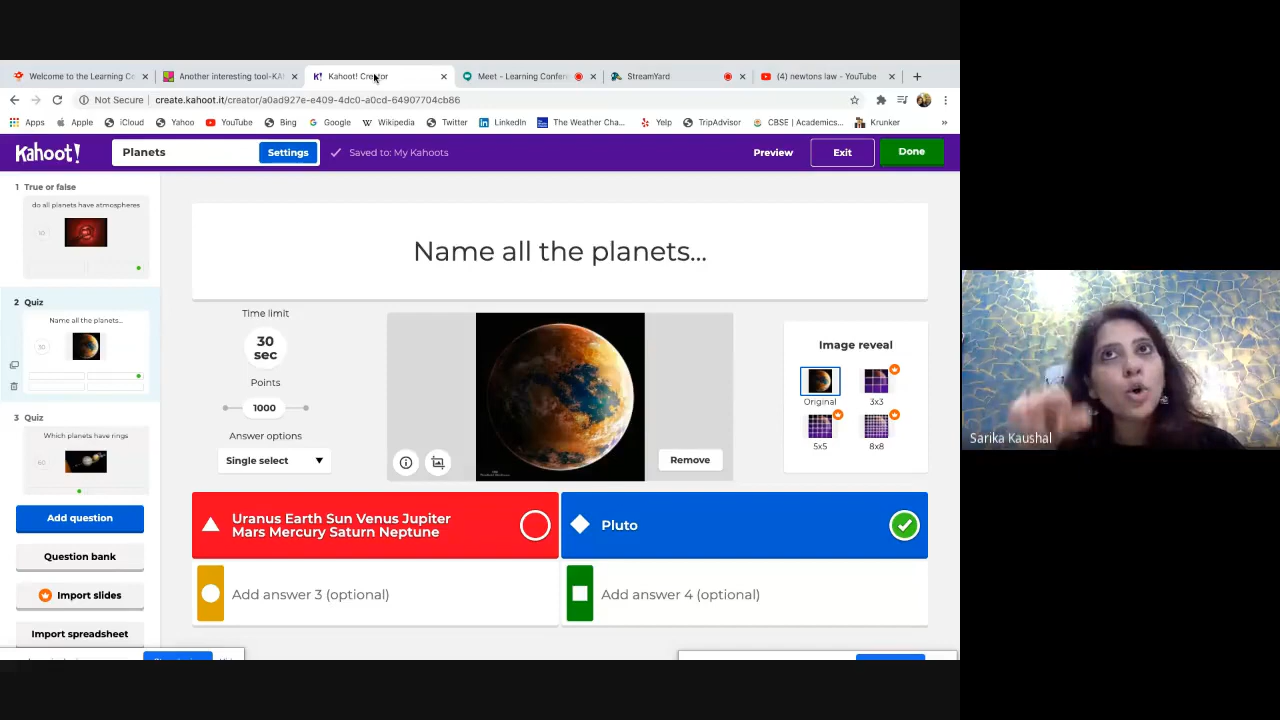 Welcome to the Learning Ce
Another interesting tool-KA
K! Kahoot! Creator
Meet - Learning Conferen
StreamYard
(4) newtons law - YouTube
Not Secure
create.kahoot.it/creator/a0ad927e-e409-4dc0-a0cd-64907704cb86
Apps
Apple
iCloud
Yahoo
YouTube
Bing
Google
Wikipedia
Twitter
LinkedIn
The Weather Cha...
Yelp
TripAdvisor
CBSE | Academics...
Krunker
»
Kahoot!
Planets
Settings
Saved to: My Kahoots
Preview
Exit
Done
1 True or false
do all planets have atmospheres
10
2 Quiz
Name all the planets...
30
3 Quiz
Which planets have rings
60
Add question
Question bank
Import slides
Import spreadsheet
Name all the planets...
Time limit
30
sec
Points
1000
Answer options
Single select
Remove
Image reveal
Original
3x3
5x5
8x8
Uranus Earth Sun Venus Jupiter
Mars Mercury Saturn Neptune
Pluto
Add answer 3 (optional)
Add answer 4 (optional)
Sarika Kaushal